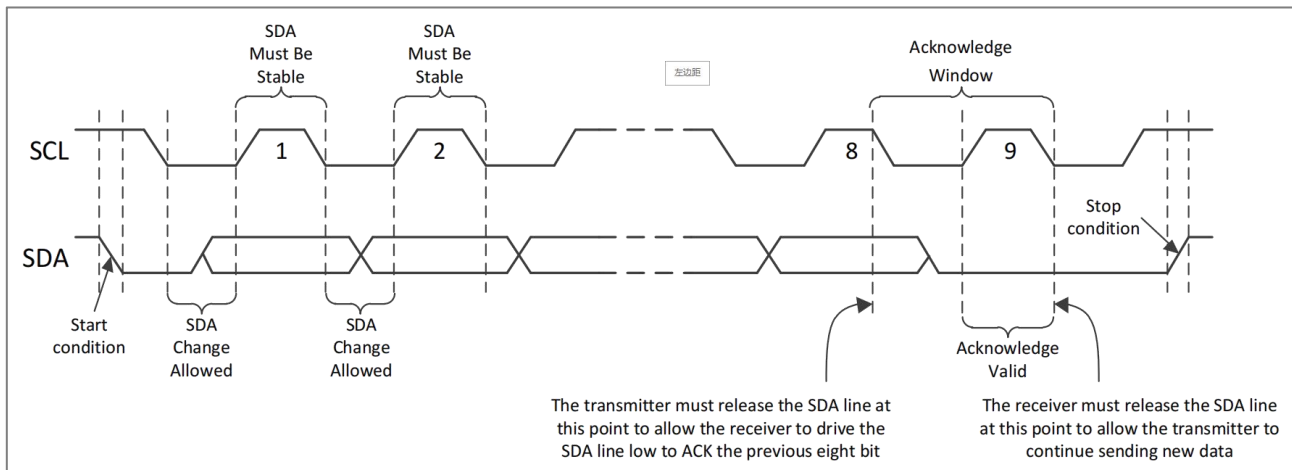 SDA
Must Be
Stable
SDA
Must Be
Stable
左边距
Acknowledge
Window
SCL
1
2
8
9
Stop
condition
SDA
Start
condition
SDA
Change
Allowed
SDA
Change
Allowed
Acknowledge
Valid
The transmitter must release the SDA line at
this point to allow the receiver to drive the
SDA line low to ACK the previous eight bit
The receiver must release the SDA line
at this point to allow the transmitter to
continue sending new data